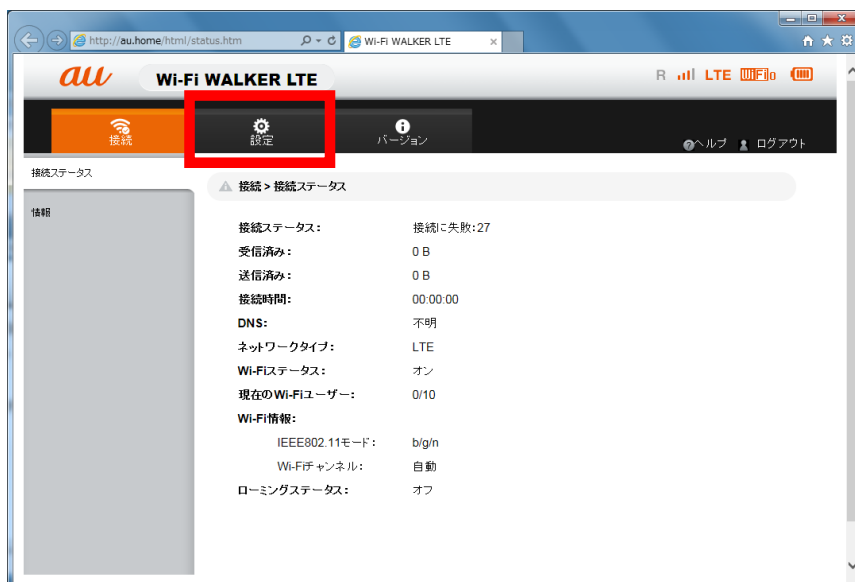 http://au.home/html/status.htm
Wi-Fi WALKER LTE
au Wi-Fi WALKER LTE
R LTE WiFi 0
接続
設定
バージョン
ヘルプ ログアウト
接続ステータス
情報
接続 > 接続ステータス
接続ステータス: 接続に失敗:27
受信済み: 0 B
送信済み: 0 B
接続時間: 00:00:00
DNS: 不明
ネットワークタイプ: LTE
Wi-Fiステータス: オン
現在のWi-Fiユーザー: 0/10
Wi-Fi情報:
IEEE802.11モード: b/g/n
Wi-Fiチャンネル: 自動
ローミングステータス: オフ